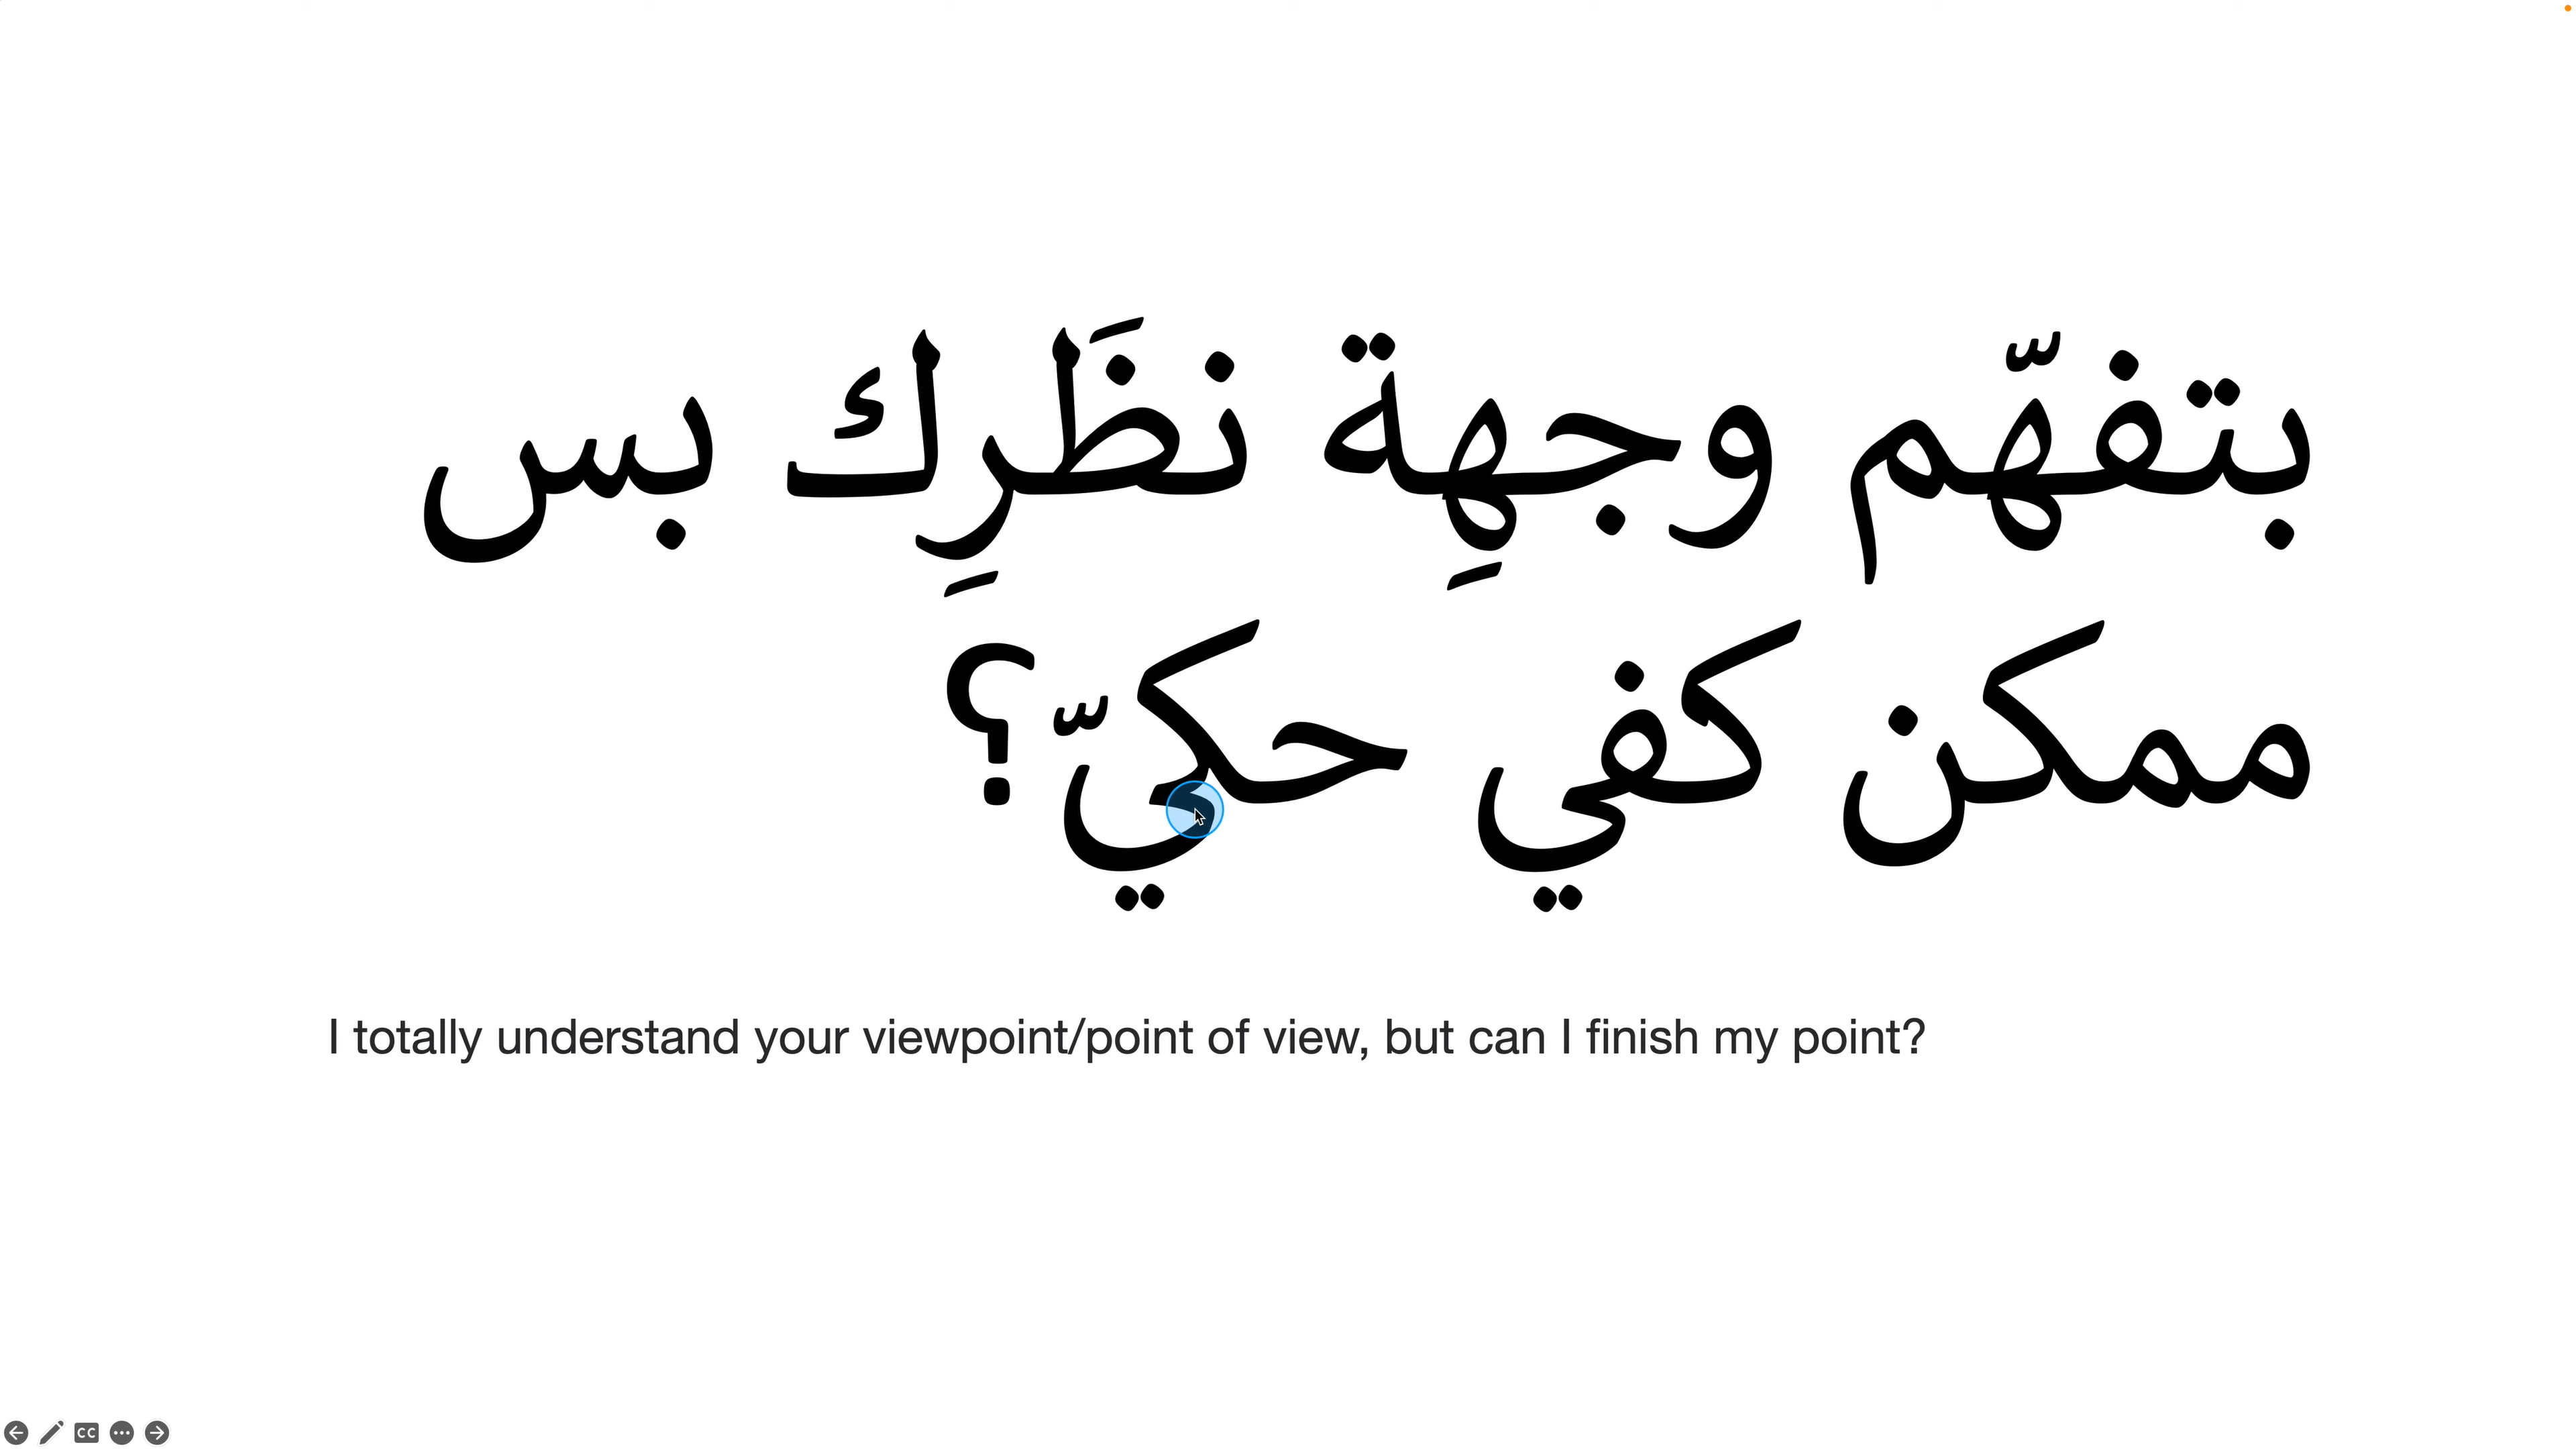 بتفهّم وجهِة نظَرِك بس
ممكن كفي حكيّ؟
I totally understand your viewpoint/point of view, but can I finish my point?
CC